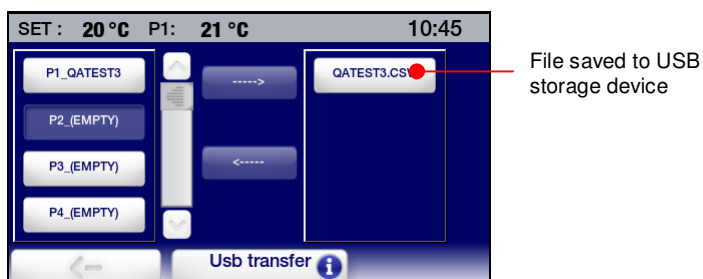 SET : 20 °C P1: 21 °C 10:45
P1_QATEST3
----->
QATEST3.CSV
File saved to USB
storage device
P2_(EMPTY)
P3_(EMPTY)
<-----
P4_(EMPTY)
Usb transfer